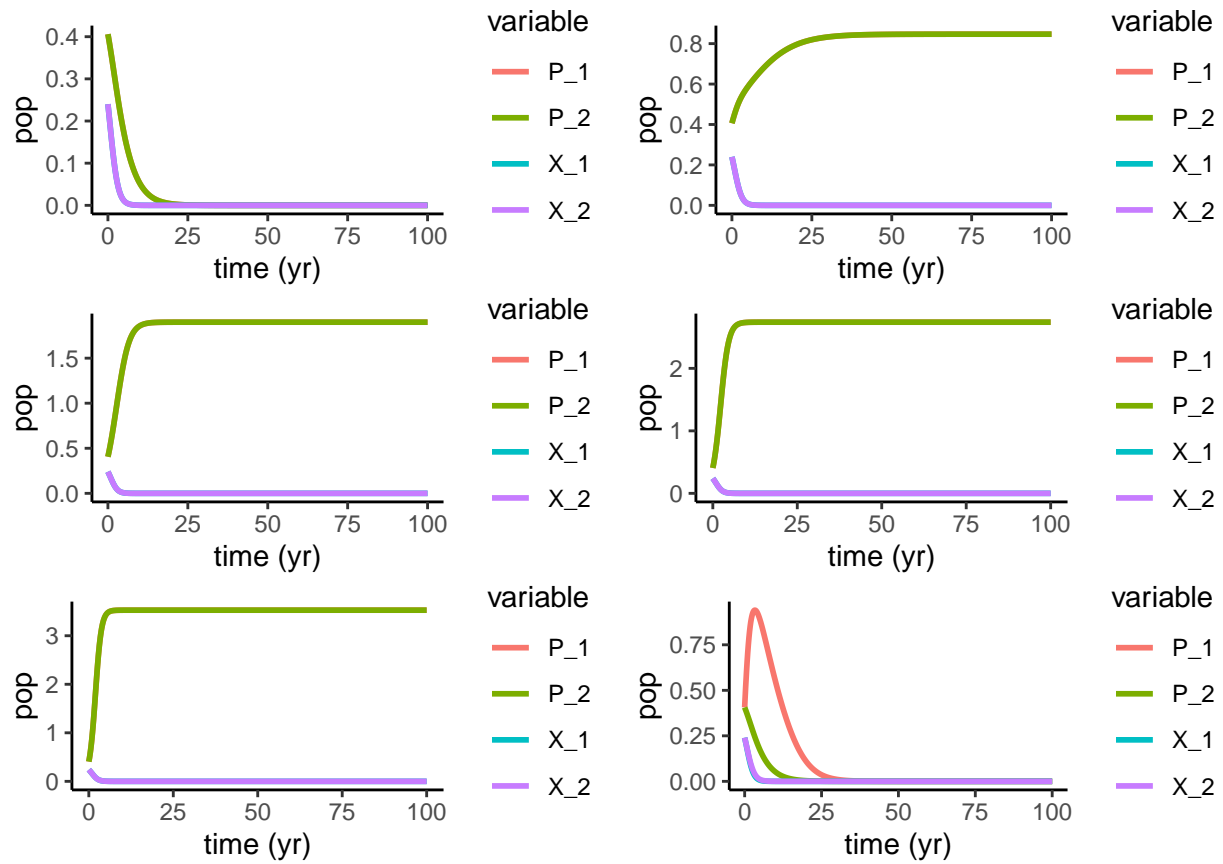 variable
P_1
P_2
X_1
X_2
pop
0.4
0.3
0.2
0.1
0.0
0 25 50 75 100
time (yr)
variable
P_1
P_2
X_1
X_2
pop
0.8
0.6
0.4
0.2
0.0
0 25 50 75 100
time (yr)
variable
P_1
P_2
X_1
X_2
pop
1.5
1.0
0.5
0.0
0 25 50 75 100
time (yr)
variable
P_1
P_2
X_1
X_2
pop
2
1
0
0 25 50 75 100
time (yr)
variable
P_1
P_2
X_1
X_2
pop
3
2
1
0
0 25 50 75 100
time (yr)
variable
P_1
P_2
X_1
X_2
pop
0.75
0.50
0.25
0.00
0 25 50 75 100
time (yr)